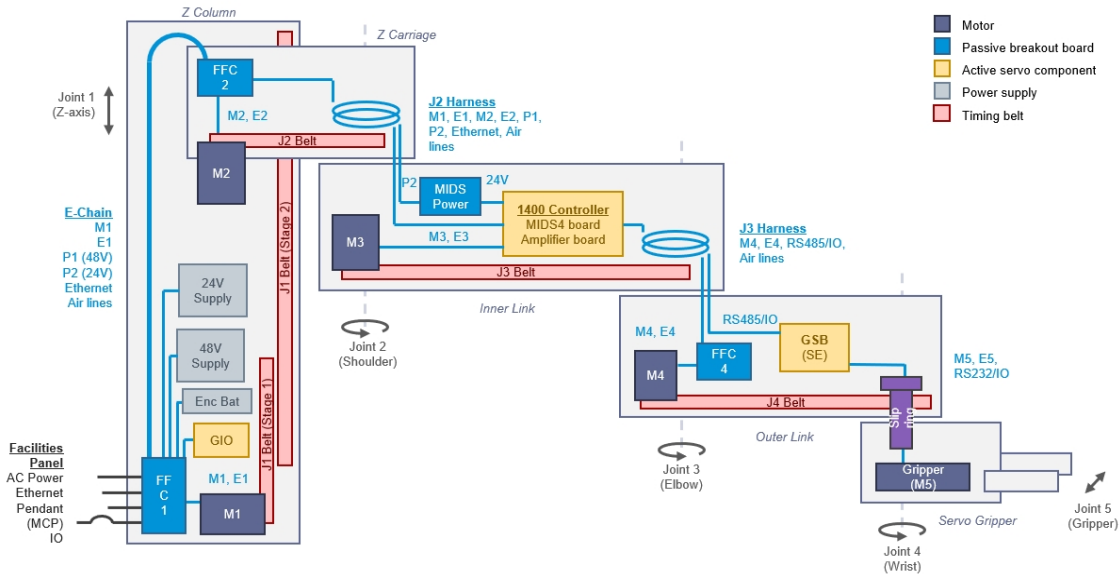 Z Column
Inner Shoulder
Z Carriage
Motor
Passive breakout board
Active servo component
Power supply
Timing belt
Joint 1
(Z-axis)
FFC
2
M2, E2
J2 Harness
M1, E1, M2, E2, P1,
P2, Ethernet, Air
lines
J2 Belt
M2
P2
MIDS
Power
24V
1400 Controller
MIDS4 board
Amplifier board
M3
M3, E3
J3 Belt
J3 Harness
M4, E4, RS485/IO,
Air lines
E-Chain
M1
E1
P1 (48V)
P2 (24V)
Ethernet
Air lines
J1 Belt (Stage 2)
24V
Supply
48V
Supply
Enc Bat
GIO
J1 Belt (Stage 1)
Inner Link
Joint 2
(Shoulder)
M4, E4
RS485/IO
FFC
4
GSB
(SE)
M4
M5, E5,
RS232/IO
J4 Belt
Slip
ring
Outer Link
Joint 3
(Elbow)
Facilities
Panel
AC Power
Ethernet
Pendant
(MCP)
IO
FF
C
1
M1, E1
M1
Gripper
(M5)
Servo Gripper
Joint 5
(Gripper)
Joint 4
(Wrist)